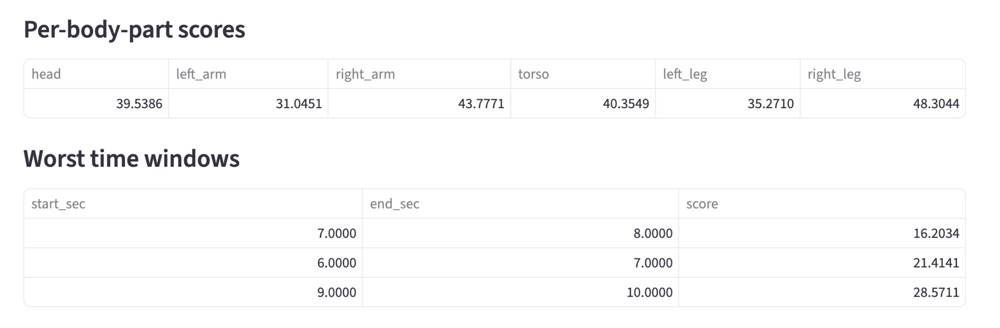 Per-body-part scores
head left_arm right_arm torso left_leg right_leg
39.5386 31.0451 43.7771 40.3549 35.2710 48.3044
Worst time windows
start_sec end_sec score
7.0000 8.0000 16.2034
6.0000 7.0000 21.4141
9.0000 10.0000 28.5711